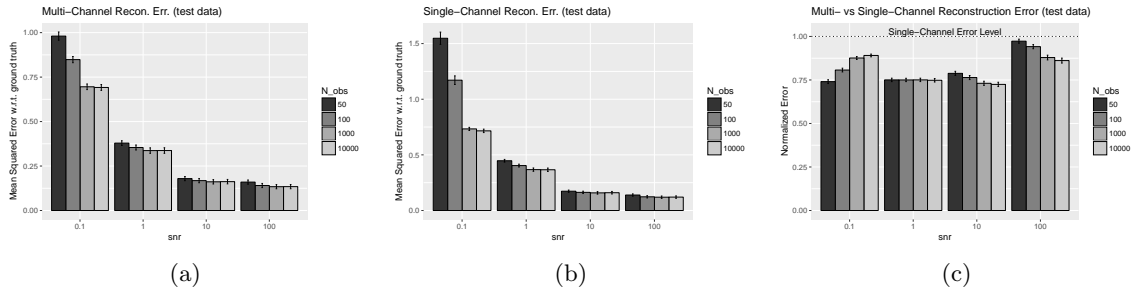 Multi−Channel Recon. Err. (test data)
Mean Squared Error w.r.t. ground truth
1.00
0.75
0.50
0.25
0.00
0.1
1
10
100
snr
N_obs
50
100
1000
10000
(a)
Single−Channel Recon. Err. (test data)
Mean Squared Error w.r.t. ground truth
1.5
1.0
0.5
0.0
0.1
1
10
100
snr
N_obs
50
100
1000
10000
(b)
Multi− vs Single−Channel Reconstruction Error (test data)
Single−Channel Error Level
Normalized Error
1.00
0.75
0.50
0.25
0.00
0.1
1
10
100
snr
N_obs
50
100
1000
10000
(c)